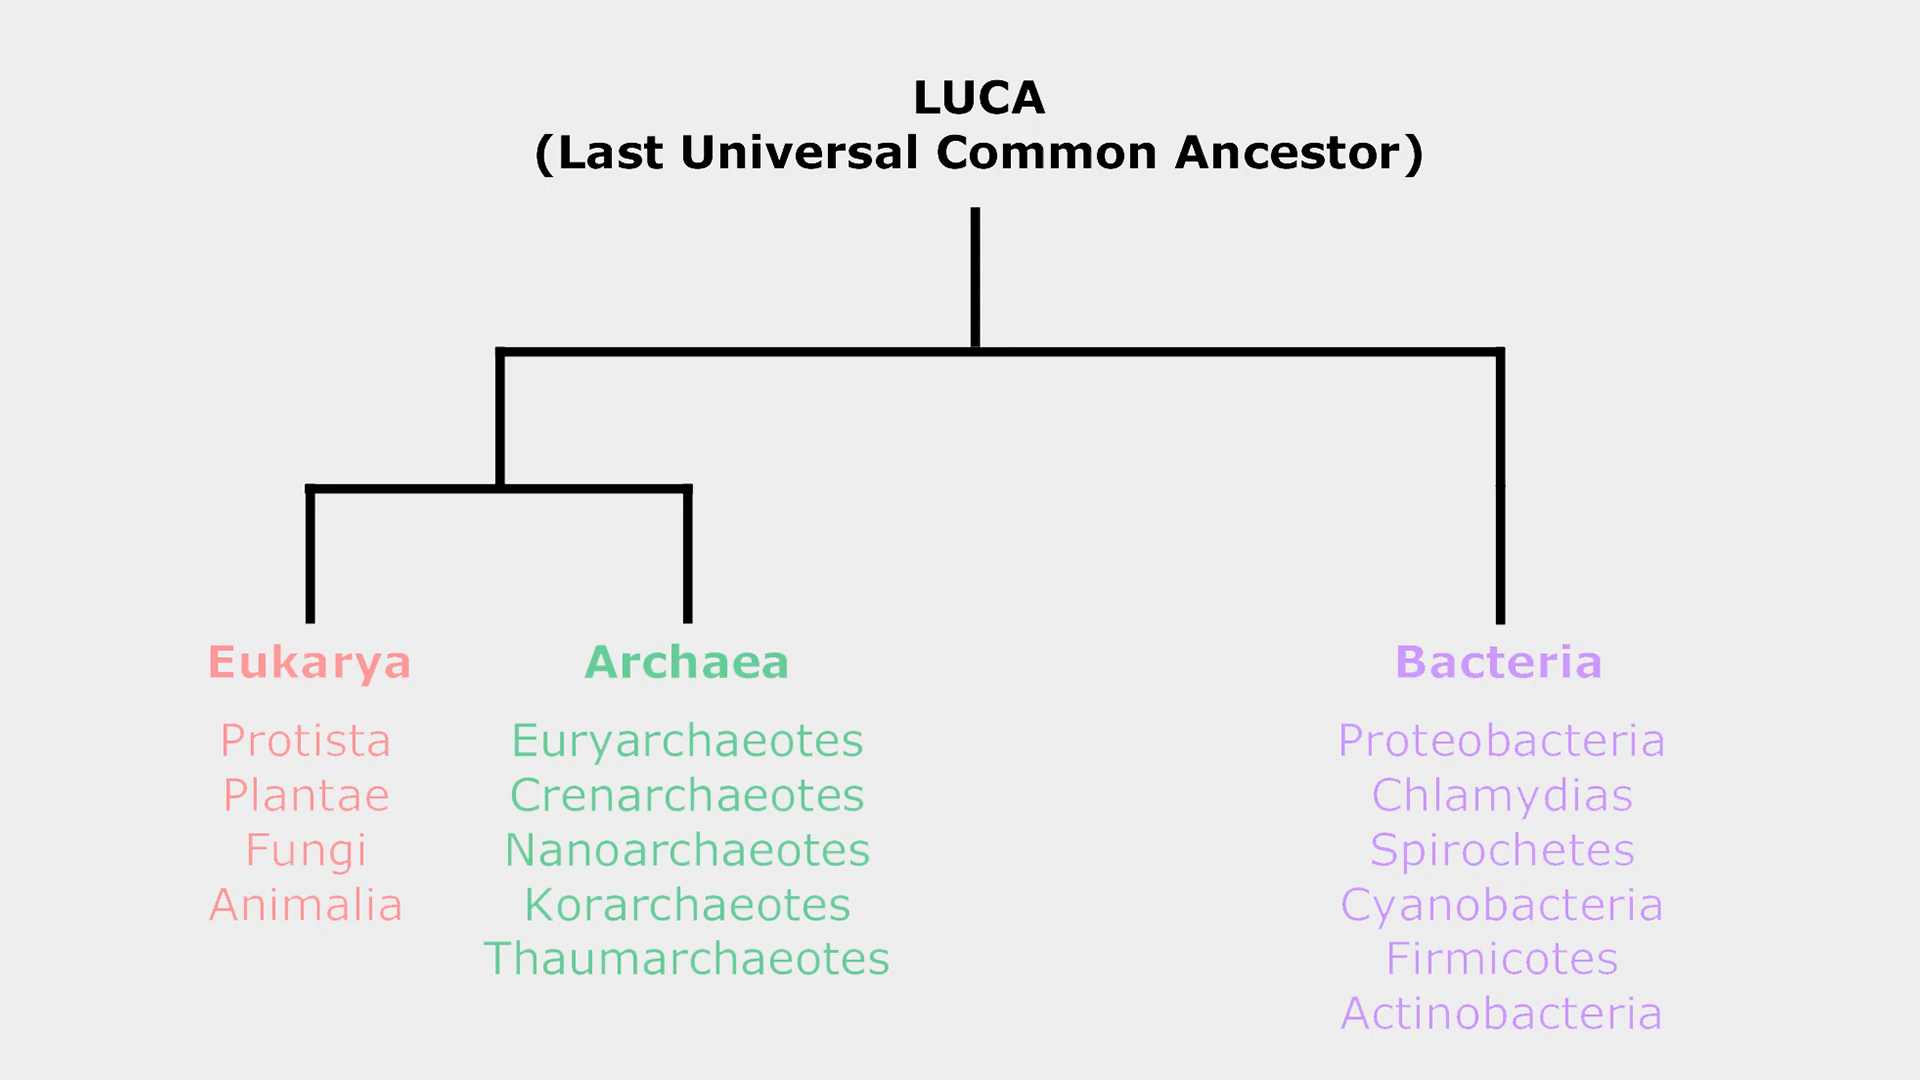 LUCA
(Last Universal Common Ancestor)
Eukarya
Protista
Plantae
Fungi
Animalia
Archaea
Euryarchaeotes
Crenarchaeotes
Nanoarchaeotes
Korarchaeotes
Thaumarchaeotes
Bacteria
Proteobacteria
Chlamydias
Spirochetes
Cyanobacteria
Firmicotes
Actinobacteria